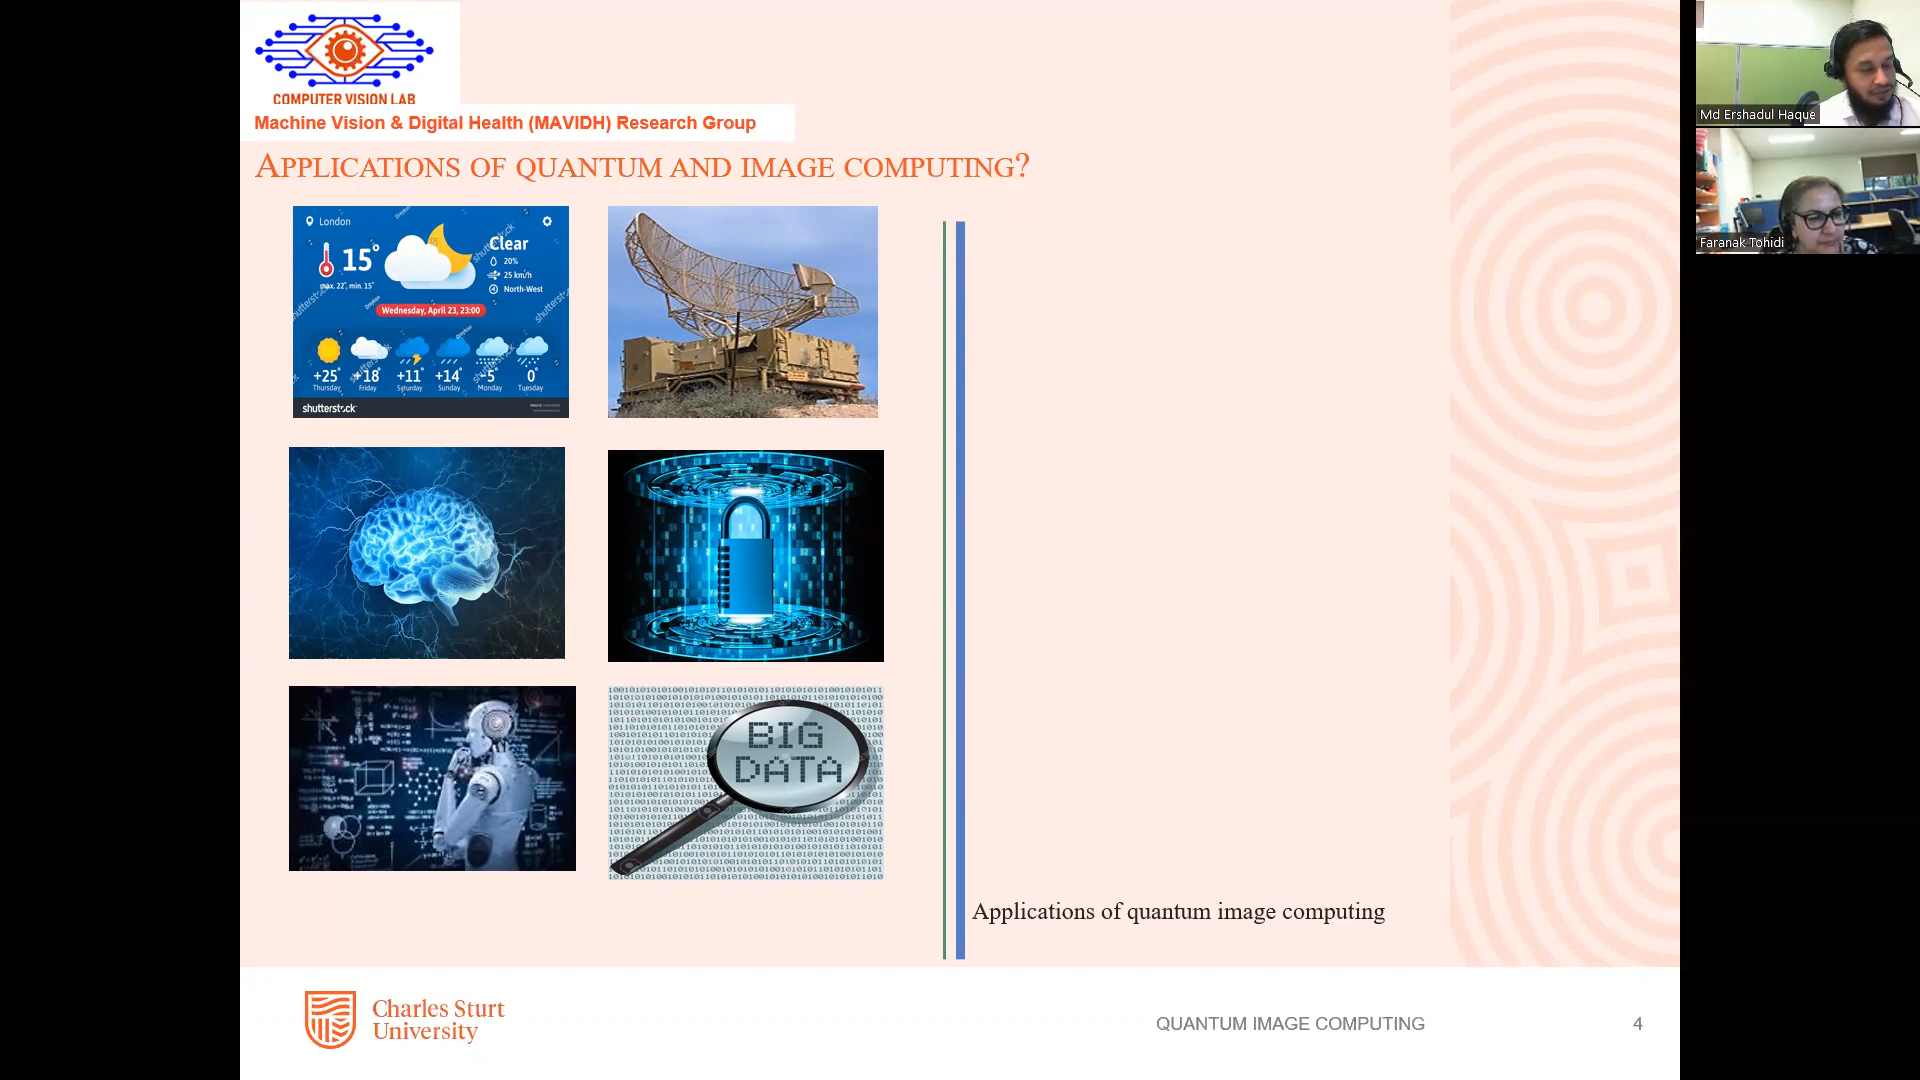 COMPUTER VISION LAB
Machine Vision & Digital Health (MAVIDH) Research Group
APPLICATIONS OF QUANTUM AND IMAGE COMPUTING?
London
15°
max. 22°, min. 15°
Clear
20%
25 km/h
North-West
Wednesday, April 23, 23:00
+25° +18° +11° +14° -5° 0°
Thursday Friday Saturday Sunday Monday Tuesday
shutterstock
BIG
DATA
Applications of quantum image computing
Charles Sturt
University
QUANTUM IMAGE COMPUTING
4
Md Ershadul Haque
Faranak Tohidi